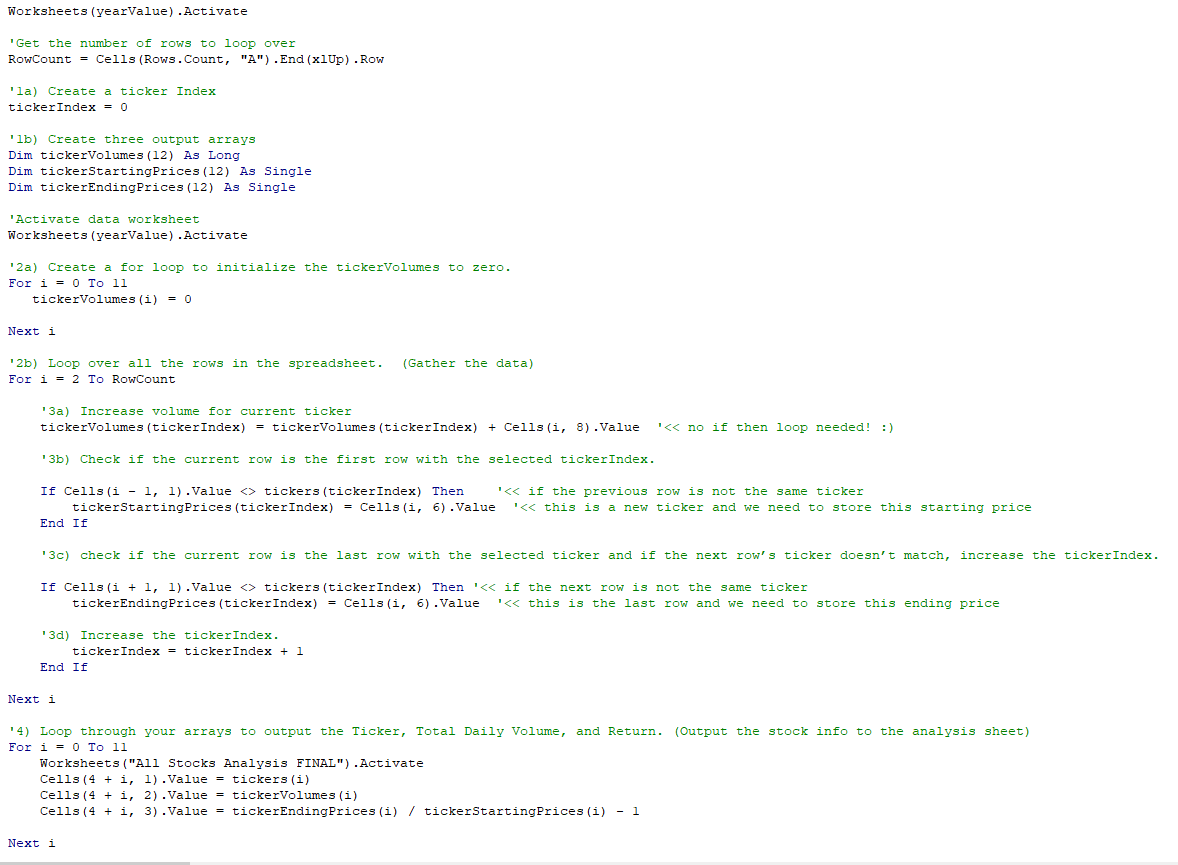 Worksheets(yearValue).Activate
'Get the number of rows to loop over
RowCount = Cells(Rows.Count, "A").End(xlUp).Row
'1a) Create a ticker Index
tickerIndex = 0
'1b) Create three output arrays
Dim tickerVolumes(12) As Long
Dim tickerStartingPrices(12) As Single
Dim tickerEndingPrices(12) As Single
'Activate data worksheet
Worksheets(yearValue).Activate
'2a) Create a for loop to initialize the tickerVolumes to zero.
For i = 0 To 11
tickerVolumes(i) = 0
Next i
'2b) Loop over all the rows in the spreadsheet.  (Gather the data)
For i = 2 To RowCount
'3a) Increase volume for current ticker
tickerVolumes(tickerIndex) = tickerVolumes(tickerIndex) + Cells(i, 8).Value  '<< no if then loop needed! :)
'3b) Check if the current row is the first row with the selected tickerIndex.
If Cells(i - 1, 1).Value <> tickers(tickerIndex) Then    '<< if the previous row is not the same ticker
tickerStartingPrices(tickerIndex) = Cells(i, 6).Value  '<< this is a new ticker and we need to store this starting price
End If
'3c) check if the current row is the last row with the selected ticker and if the next row’s ticker doesn’t match, increase the tickerIndex.
If Cells(i + 1, 1).Value <> tickers(tickerIndex) Then '<< if the next row is not the same ticker
tickerEndingPrices(tickerIndex) = Cells(i, 6).Value  '<< this is the last row and we need to store this ending price
'3d) Increase the tickerIndex.
tickerIndex = tickerIndex + 1
End If
Next i
'4) Loop through your arrays to output the Ticker, Total Daily Volume, and Return. (Output the stock info to the analysis sheet)
For i = 0 To 11
Worksheets("All Stocks Analysis FINAL").Activate
Cells(4 + i, 1).Value = tickers(i)
Cells(4 + i, 2).Value = tickerVolumes(i)
Cells(4 + i, 3).Value = tickerEndingPrices(i) / tickerStartingPrices(i) - 1
Next i